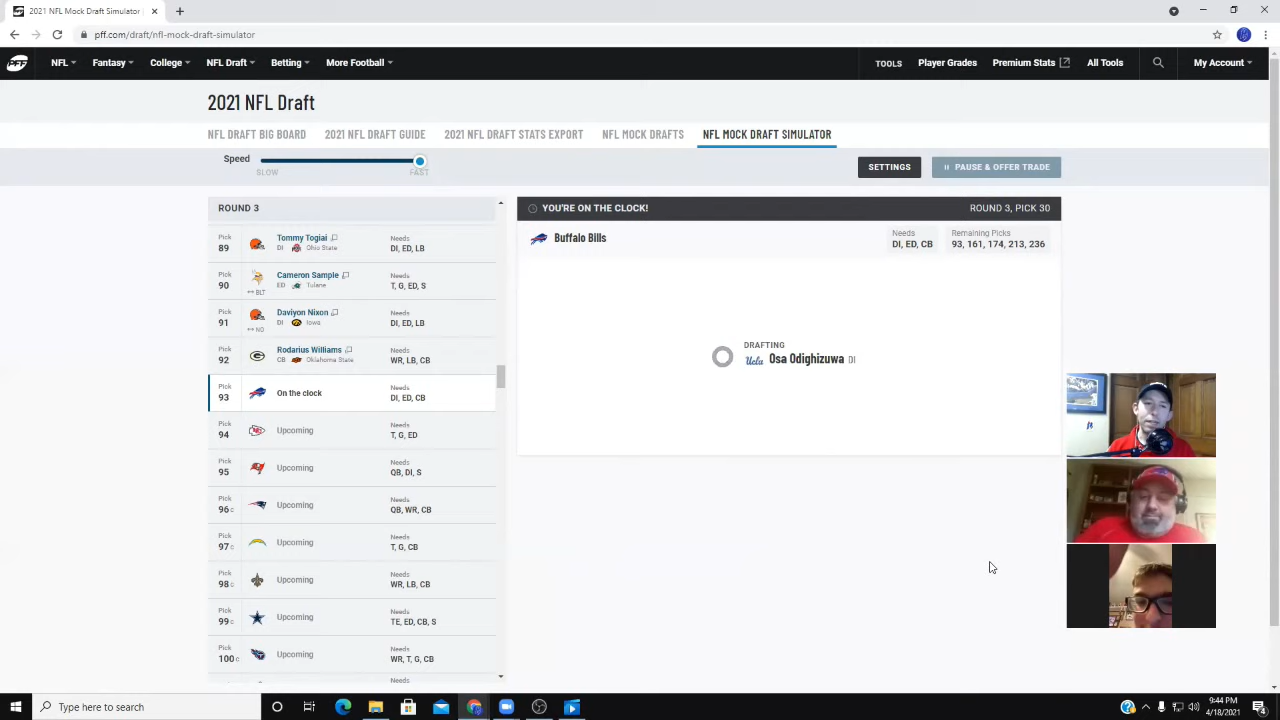 2021 NFL Mock Draft Simulator
pff.com/draft/nfl-mock-draft-simulator
PFF
NFL
Fantasy
College
NFL Draft
Betting
More Football
TOOLS
Player Grades
Premium Stats
All Tools
My Account
2021 NFL Draft
NFL DRAFT BIG BOARD
2021 NFL DRAFT GUIDE
2021 NFL DRAFT STATS EXPORT
NFL MOCK DRAFTS
NFL MOCK DRAFT SIMULATOR
Speed
SLOW
FAST
SETTINGS
PAUSE & OFFER TRADE
ROUND 3
Pick
89
Tommy Togiai
DI Ohio State
Needs
DI, ED, LB
Pick
90
BLT
Cameron Sample
ED Tulane
Needs
T, G, ED, S
Pick
91
NO
Daviyon Nixon
DI Iowa
Needs
DI, ED, LB
Pick
92
Rodarius Williams
CB Oklahoma State
Needs
WR, LB, CB
Pick
93
On the clock
Needs
DI, ED, CB
Pick
94
Upcoming
Needs
T, G, ED
Pick
95
Upcoming
Needs
QB, DI, S
Pick
96 C
Upcoming
Needs
QB, WR, CB
Pick
97 C
Upcoming
Needs
T, G, CB
Pick
98 C
Upcoming
Needs
WR, LB, CB
Pick
99 C
Upcoming
Needs
TE, ED, CB, S
Pick
100 C
Upcoming
Needs
WR, T, G, CB
Needs
YOU'RE ON THE CLOCK!
ROUND 3, PICK 30
Buffalo Bills
Needs
DI, ED, CB
Remaining Picks
93, 161, 174, 213, 236
DRAFTING
Ucla Osa Odighizuwa DI
Type here to search
9:44 PM
4/18/2021
4